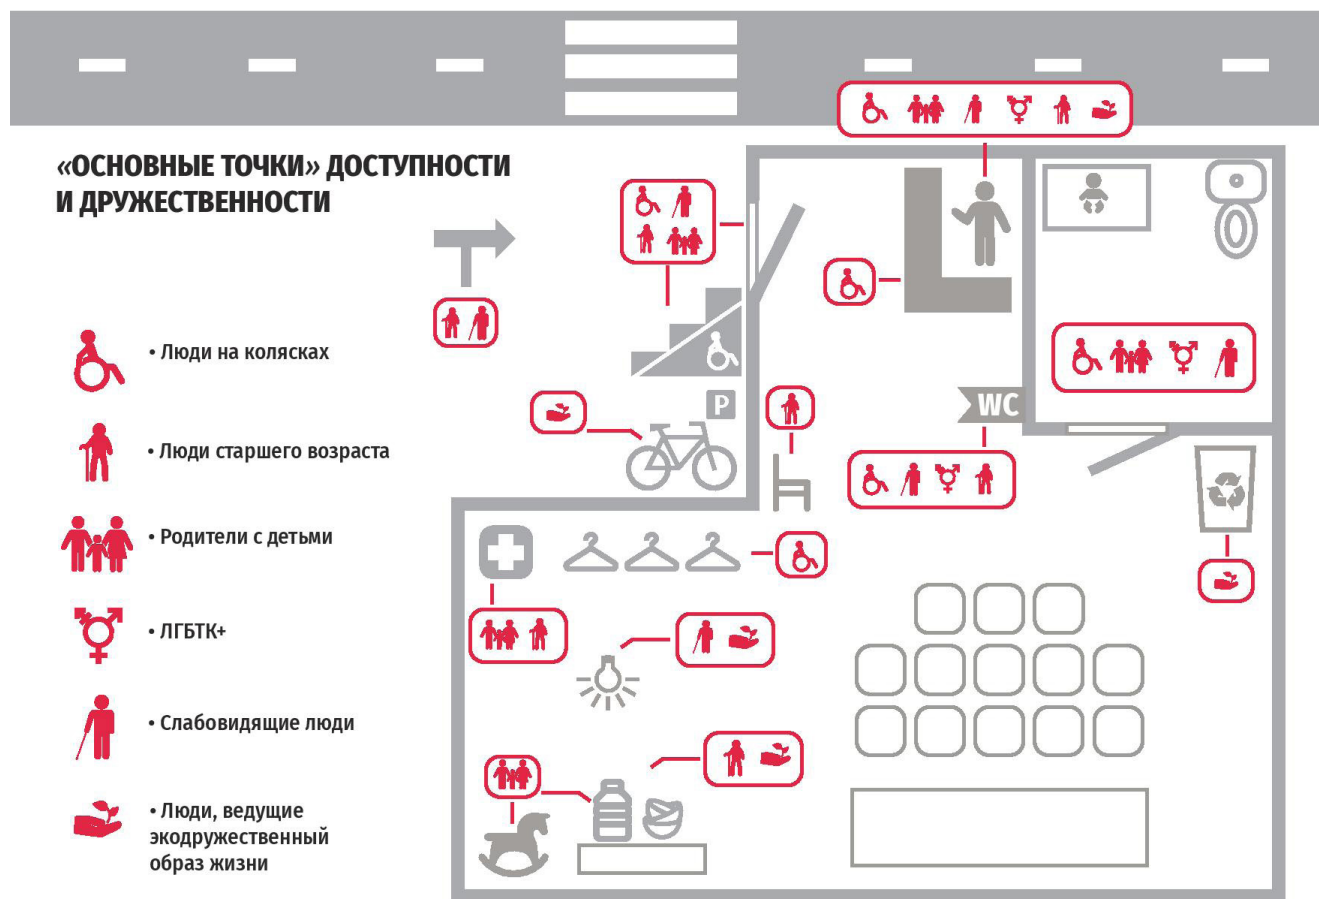 «ОСНОВНЫЕ ТОЧКИ» ДОСТУПНОСТИ
И ДРУЖЕСТВЕННОСТИ
• Люди на колясках
P
WC
• Люди старшего возраста
• Родители с детьми
• ЛГБТК+
• Слабовидящие люди
• Люди, ведущие
экодружественный
образ жизни